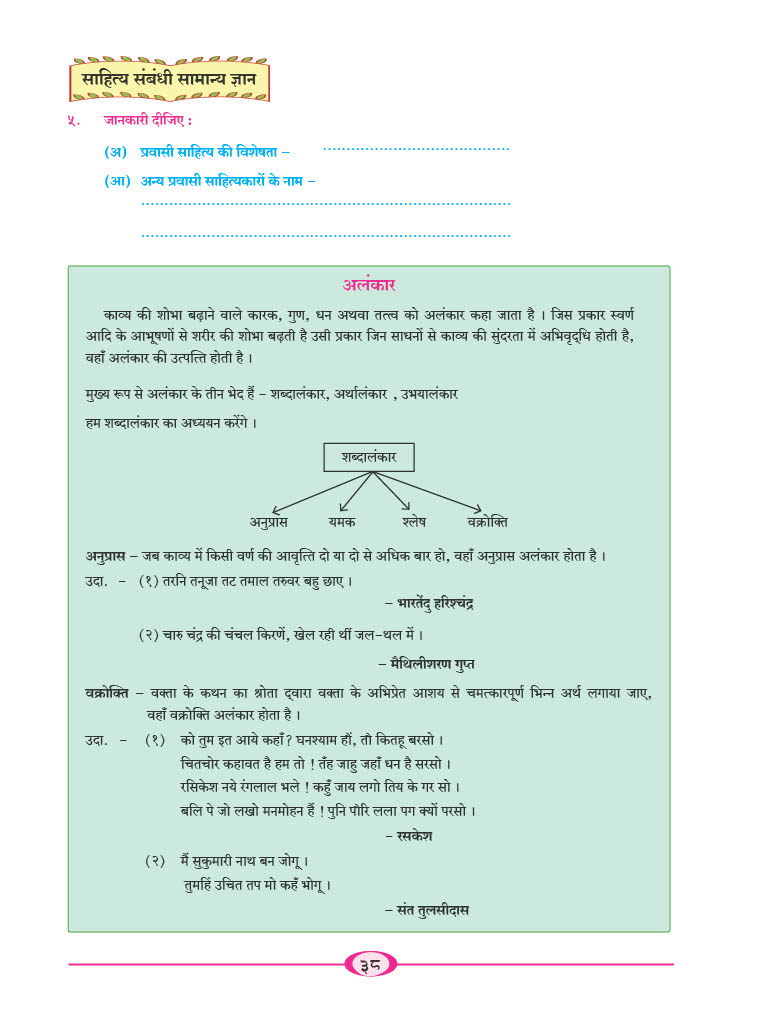 साहित्य संबंधी सामान्य ज्ञान
५. जानकारी दीजिए :
(अ) प्रवासी साहित्य की विशेषता – ........................................
(आ) अन्य प्रवासी साहित्यकारों के नाम –
...............................................................................
...............................................................................
अलंकार
काव्य की शोभा बढ़ाने वाले कारक, गुण, धन अथवा तत्त्व को अलंकार कहा जाता है । जिस प्रकार स्वर्ण
आदि के आभूषणों से शरीर की शोभा बढ़ती है उसी प्रकार जिन साधनों से काव्य की सुंदरता में अभिवृद्धि होती है,
वहाँ अलंकार की उत्पत्ति होती है ।
मुख्य रूप से अलंकार के तीन भेद हैं – शब्दालंकार, अर्थालंकार , उभयालंकार
हम शब्दालंकार का अध्ययन करेंगे ।
शब्दालंकार
अनुप्रास यमक श्लेष वक्रोक्ति
अनुप्रास – जब काव्य में किसी वर्ण की आवृत्ति दो या दो से अधिक बार हो, वहाँ अनुप्रास अलंकार होता है ।
उदा. – (१) तरनि तनूजा तट तमाल तरुवर बहु छाए ।
– भारतेंदु हरिश्चंद्र
(२) चारु चंद्र की चंचल किरणें, खेल रही थीं जल-थल में ।
– मैथिलीशरण गुप्त
वक्रोक्ति – वक्ता के कथन का श्रोता द्वारा वक्ता के अभिप्रेत आशय से चमत्कारपूर्ण भिन्न अर्थ लगाया जाए,
वहाँ वक्रोक्ति अलंकार होता है ।
उदा. – (१) को तुम इत आये कहाँ? घनश्याम हौं, तौ कितहू बरसो ।
चितचोर कहावत है हम तो ! तँह जाहु जहाँ धन है सरसो ।
रसिकेश नये रंगलाल भले ! कहुँ जाय लगो तिय के गर सो ।
बलि पे जो लखो मनमोहन हैं ! पुनि पौरि लला पग क्यों परसो ।
– रसकेश
(२) मैं सुकुमारी नाथ बन जोगू ।
तुमहिं उचित तप मो कहँ भोगू ।
– संत तुलसीदास
३८